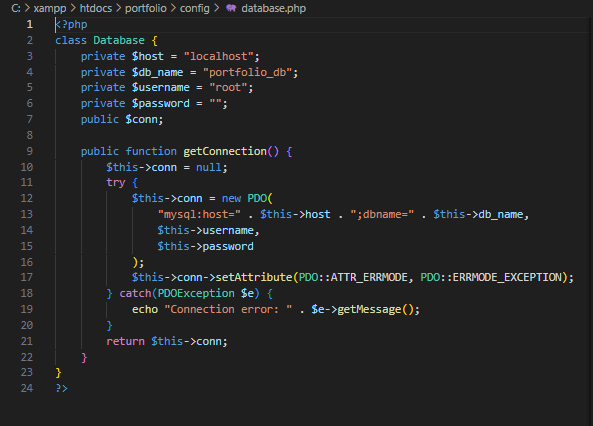 C: > xampp > htdocs > portfolio > config > database.php
1 <?php
2 class Database {
3     private $host = "localhost";
4     private $db_name = "portfolio_db";
5     private $username = "root";
6     private $password = "";
7     public $conn;
8
9     public function getConnection() {
10         $this->conn = null;
11         try {
12             $this->conn = new PDO(
13                 "mysql:host=" . $this->host . ";dbname=" . $this->db_name,
14                 $this->username,
15                 $this->password
16             );
17             $this->conn->setAttribute(PDO::ATTR_ERRMODE, PDO::ERRMODE_EXCEPTION);
18         } catch(PDOException $e) {
19             echo "Connection error: " . $e->getMessage();
20         }
21         return $this->conn;
22     }
23 }
24 ?>